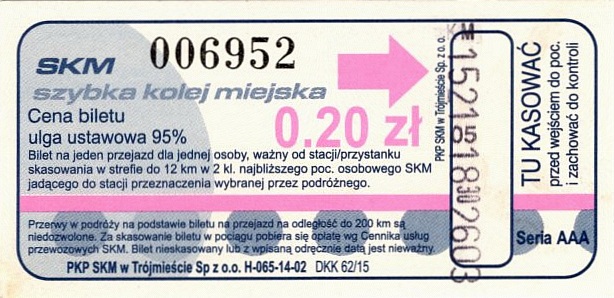 SKM
006952
szybka kolej miejska
Cena biletu
ulga ustawowa 95%
0.20 zł
Bilet na jeden przejazd dla jednej osoby, ważny od stacji/przystanku
skasowania w strefie do 12 km w 2 kl. najbliższego poc. osobowego SKM
jadącego do stacji przeznaczenia wybranej przez podróżnego.
Przerwy w podróży na podstawie biletu na przejazd na odległość do 200 km są
niedozwolone. Za skasowanie biletu w pociągu pobiera się opłatę wg Cennika usług
przewozowych SKM. Bilet nieskasowany lub z wpisaną odręcznie datą jest nieważny.
PKP SKM w Trójmieście Sp z o.o. H-065-14-02 DKK 62/15
PKP SKM w Trójmieście Sp. z o.o.
TU KASOWAĆ
przed wejściem do poc.
i zachować do kontroli
Seria AAA